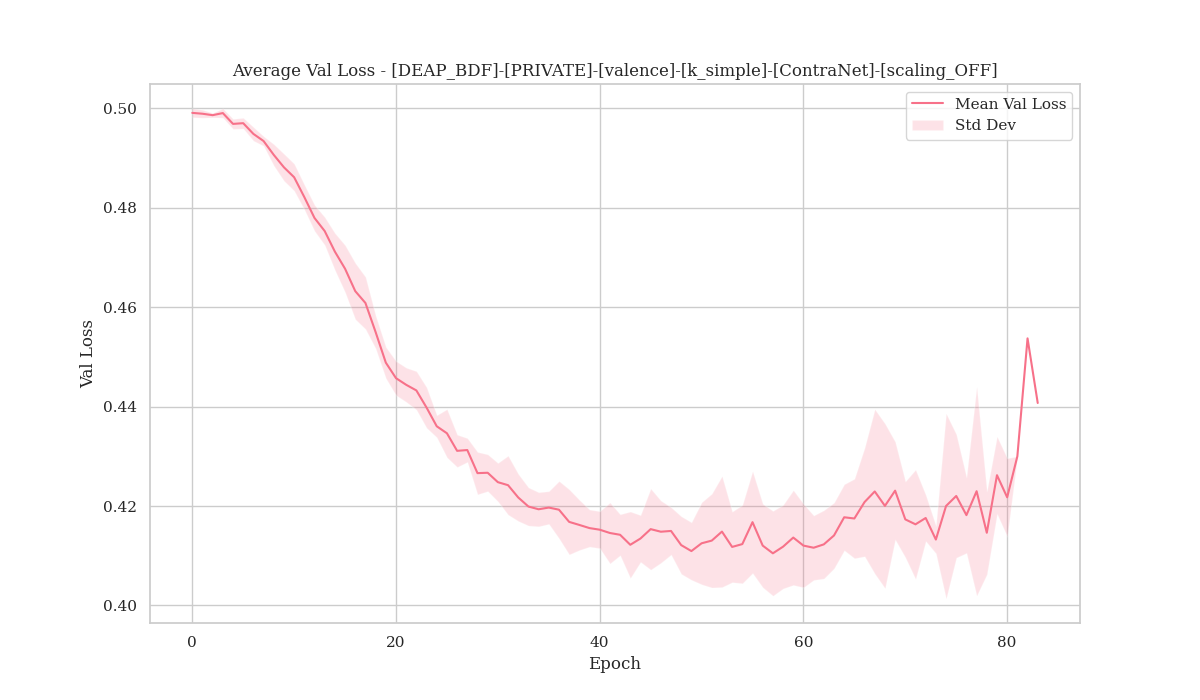 Average Val Loss - [DEAP_BDF]-[PRIVATE]-[valence]-[k_simple]-[ContraNet]-[scaling_OFF]
Mean Val Loss
Std Dev
0.50
0.48
0.46
0.44
0.42
0.40
Val Loss
0 20 40 60 80
Epoch